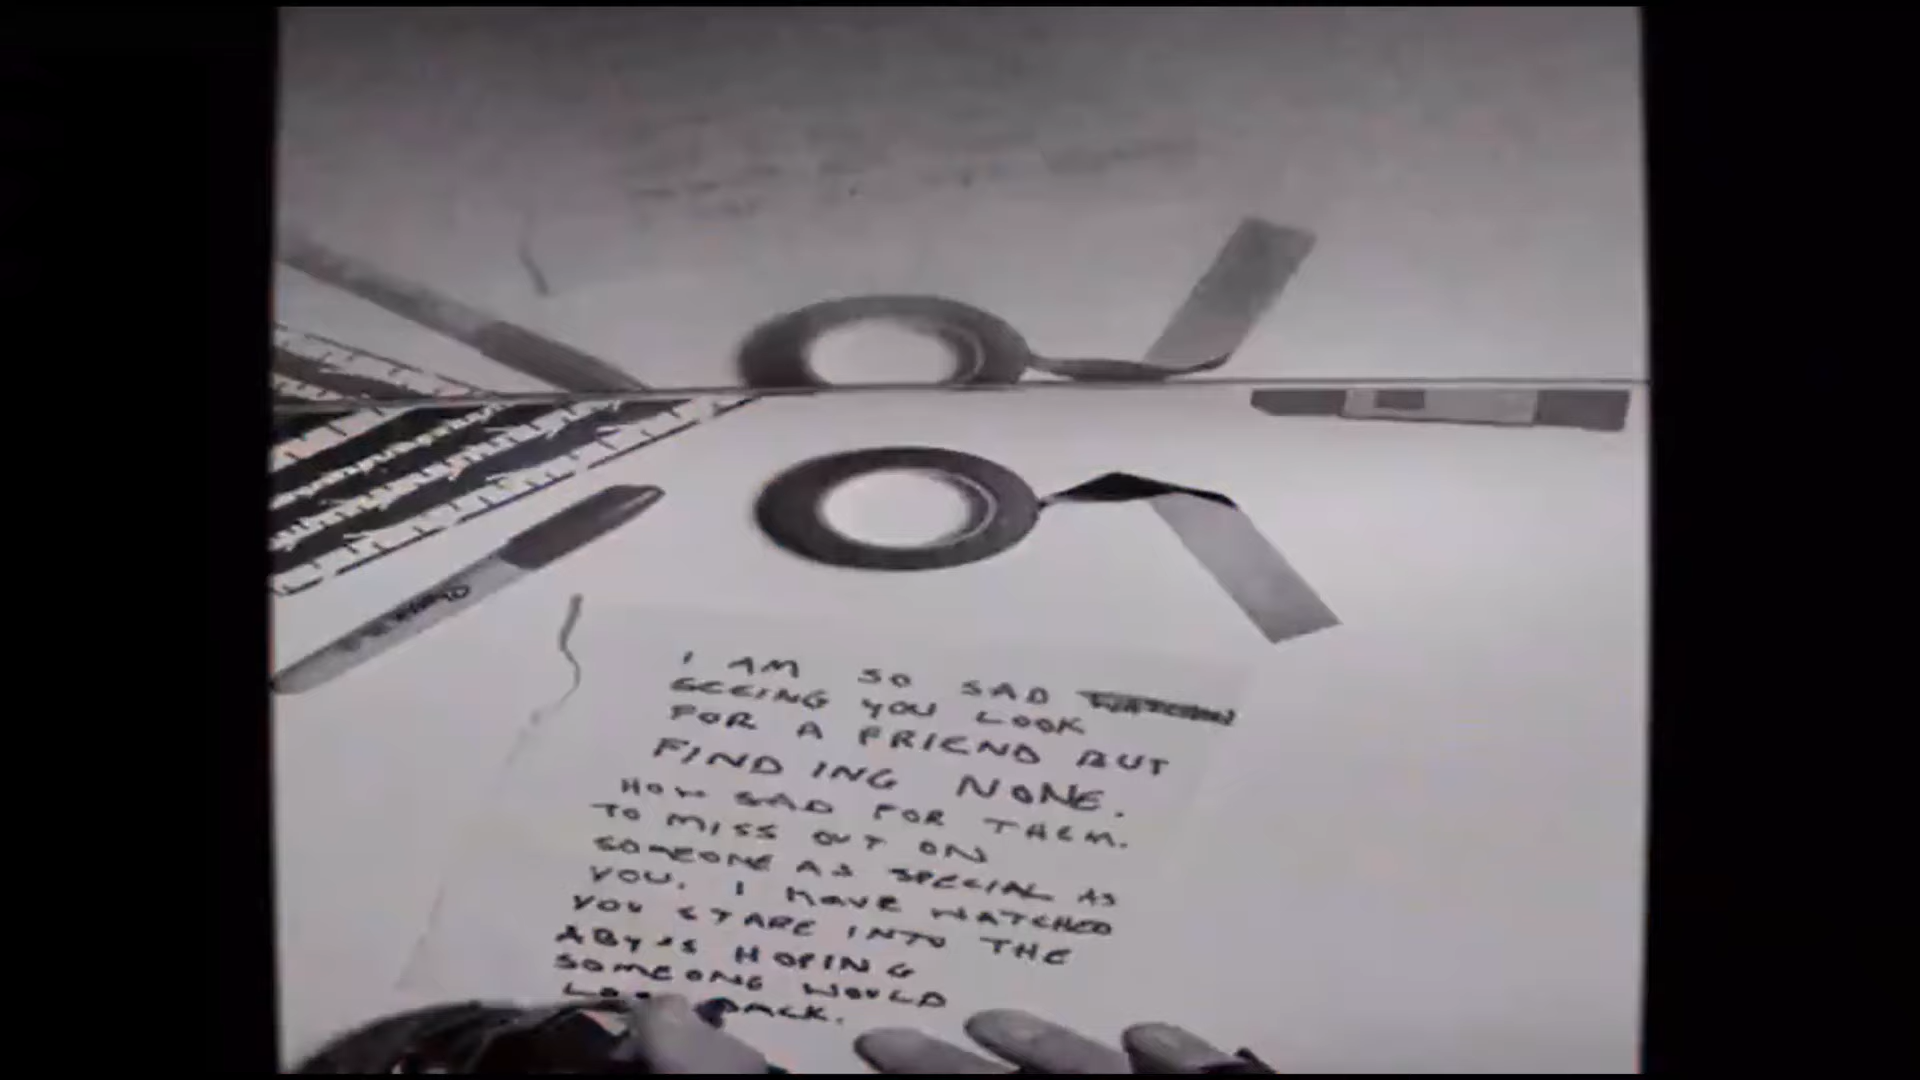 I AM SO SAD
SEEING YOU LOOK
FOR A FRIEND BUT
FINDING NONE.
HOW SAD FOR THEM.
TO MISS OUT ON
SOMEONE AS SPECIAL AS
YOU. I HAVE WATCHED
YOU STARE INTO THE
ABYSS HOPING
SOMEONE WOULD
BACK.